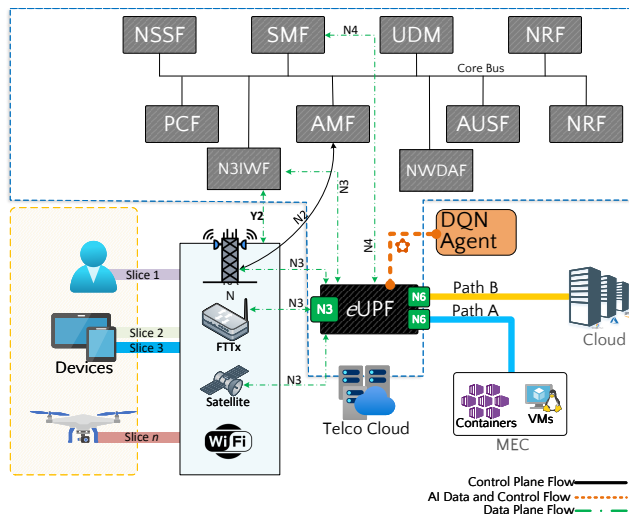 NSSF
SMF
N4
UDM
NRF
Core Bus
PCF
AMF
AUSF
NRF
N3IWF
NWDAF
N3
Y2
N2
N4
DQN
Agent
Slice 1
N3
N
N3
eUPF
N6
Path B
N3
N6
Path A
Cloud
Slice 2
Slice 3
FTTx
Devices
N3
Satellite
Telco Cloud
Containers
VMs
MEC
Slice n
WiFi
Control Plane Flow
AI Data and Control Flow
Data Plane Flow